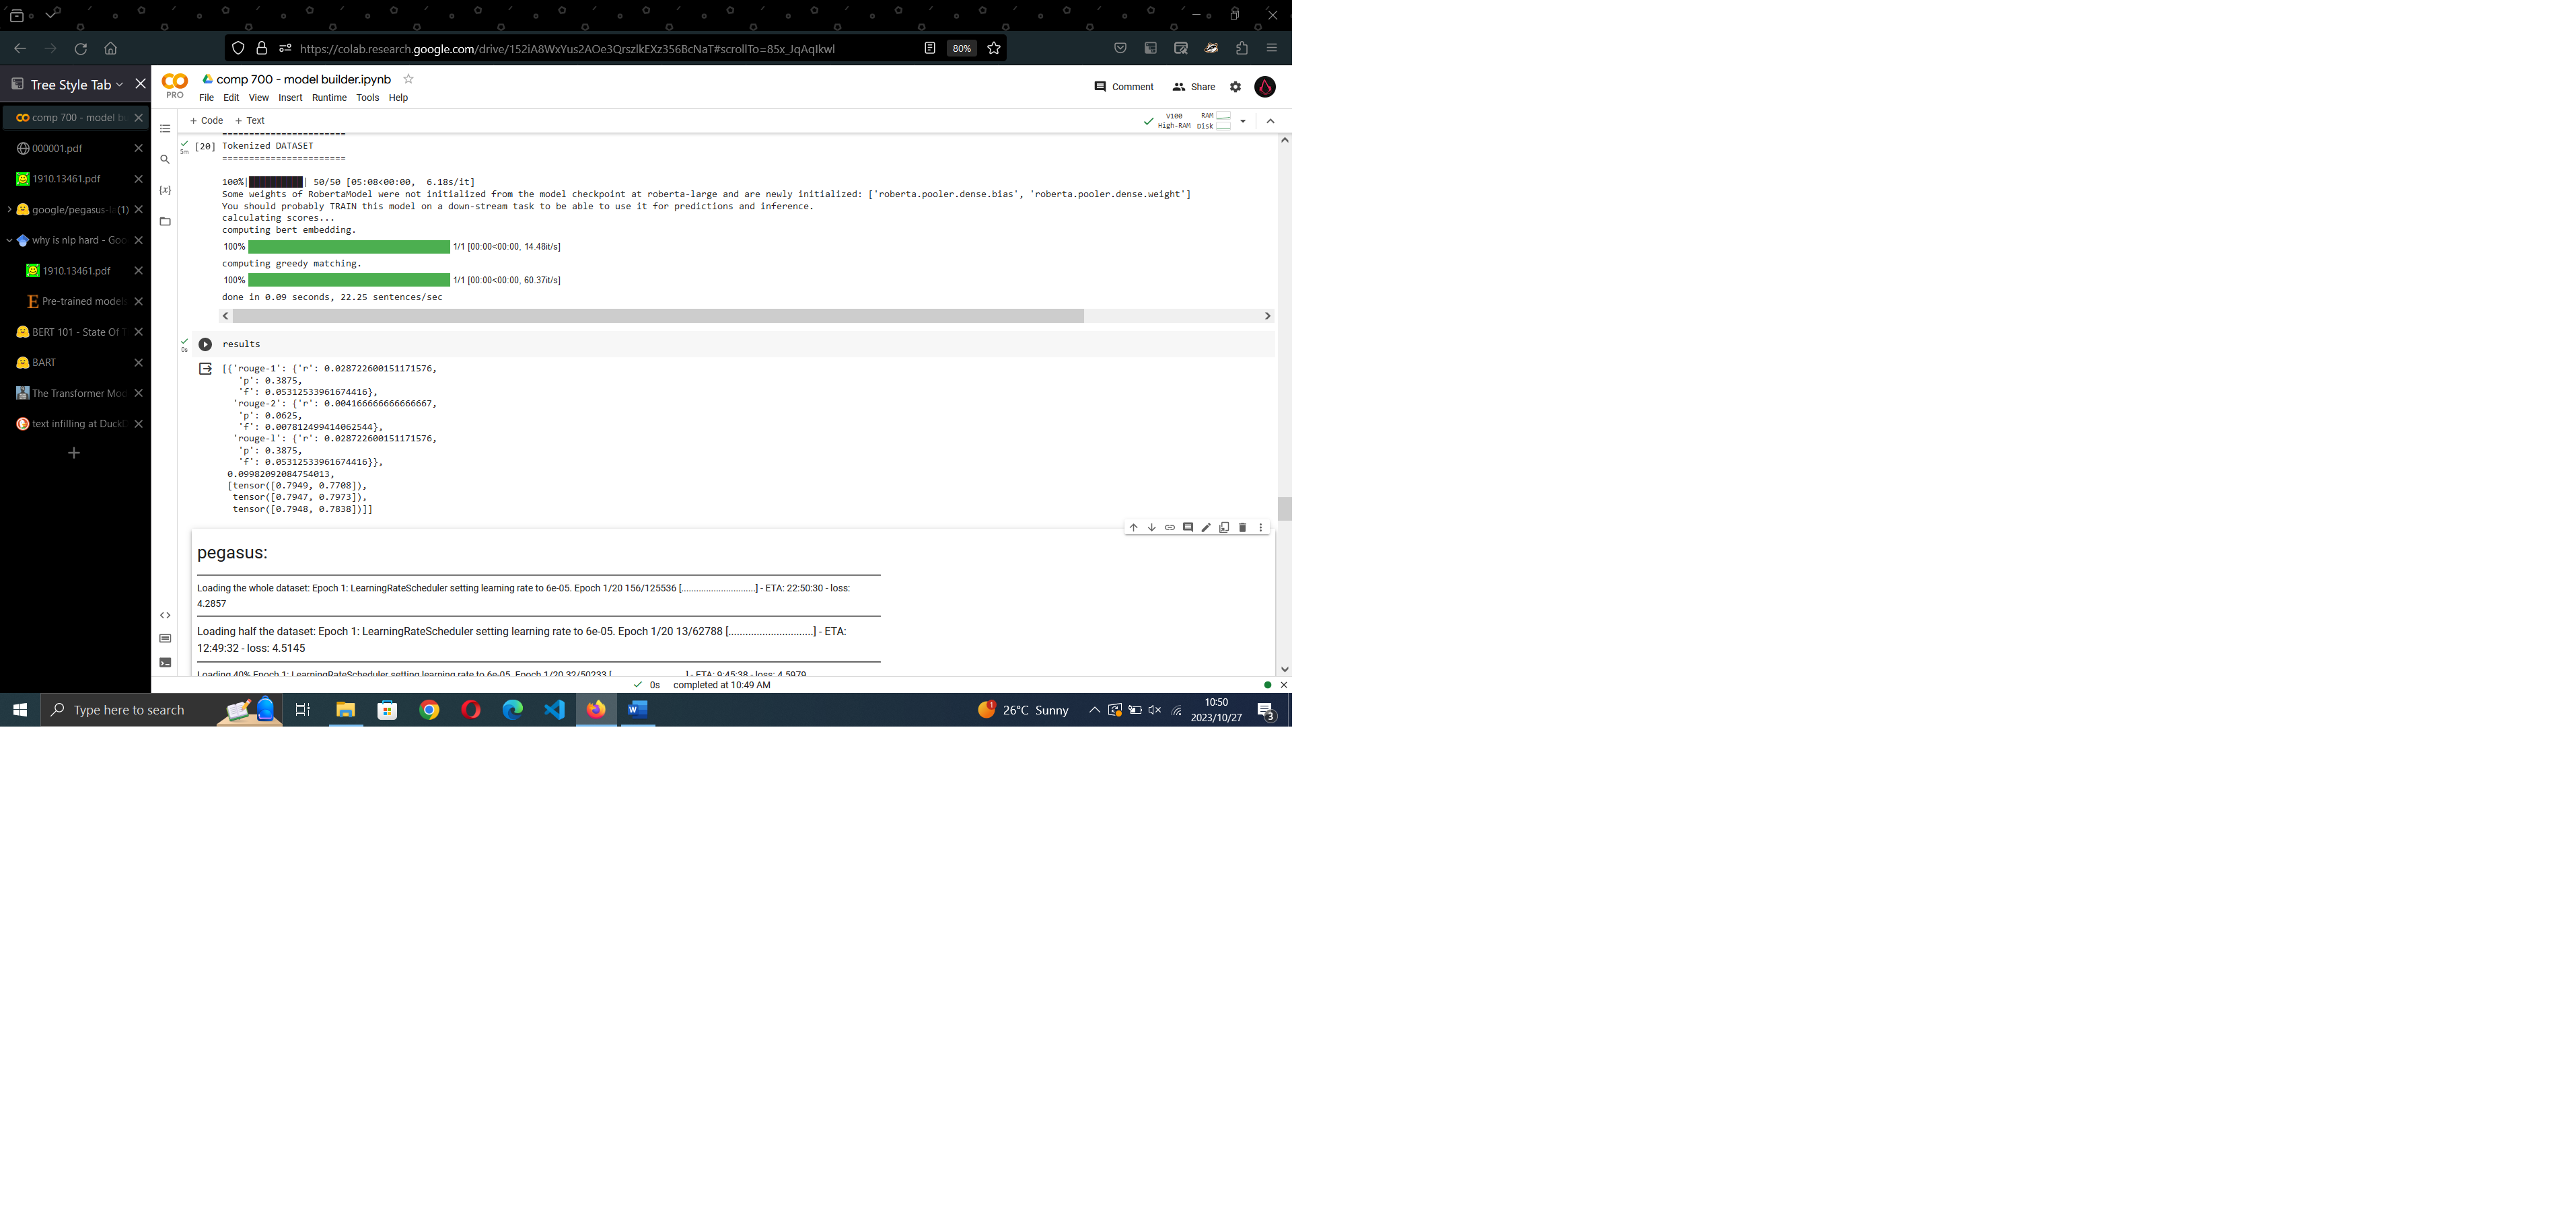 https://colab.research.google.com/drive/152iA8WxYus2AOe3QrszlkEXz356BcNaT#scrollTo=85x_JqAqIkwl
80%
Tree Style Tab
comp 700 - model bu
000001.pdf
1910.13461.pdf
google/pegasus-la (1)
why is nlp hard - Goo
1910.13461.pdf
Pre-trained models
BERT 101 - State Of T
BART
The Transformer Mod
text infilling at DuckD
PRO
comp 700 - model builder.ipynb
File Edit View Insert Runtime Tools Help
Comment Share
+ Code + Text
V100 High-RAM
RAM
Disk
=======================
5m
[20] Tokenized DATASET
=======================
100%|██████████| 50/50 [05:08<00:00, 6.18s/it]
Some weights of RobertaModel were not initialized from the model checkpoint at roberta-large and are newly initialized: ['roberta.pooler.dense.bias', 'roberta.pooler.dense.weight']
You should probably TRAIN this model on a down-stream task to be able to use it for predictions and inference.
calculating scores...
computing bert embedding.
100% 1/1 [00:00<00:00, 14.48it/s]
computing greedy matching.
100% 1/1 [00:00<00:00, 60.37it/s]
done in 0.09 seconds, 22.25 sentences/sec
0s
results
[{'rouge-1': {'r': 0.028722600151171576,
'p': 0.3875,
'f': 0.05312533961674416},
'rouge-2': {'r': 0.004166666666666667,
'p': 0.0625,
'f': 0.007812499414062544},
'rouge-l': {'r': 0.028722600151171576,
'p': 0.3875,
'f': 0.05312533961674416}},
0.09982092084754013,
[tensor([0.7949, 0.7708]),
tensor([0.7947, 0.7973]),
tensor([0.7948, 0.7838])]]
pegasus:
Loading the whole dataset: Epoch 1: LearningRateScheduler setting learning rate to 6e-05. Epoch 1/20 156/125536 [..............................] - ETA: 22:50:30 - loss:
4.2857
Loading half the dataset: Epoch 1: LearningRateScheduler setting learning rate to 6e-05. Epoch 1/20 13/62788 [..............................] - ETA:
12:49:32 - loss: 4.5145
Loading 40% Epoch 1: LearningRateScheduler setting learning rate to 6e-05. Epoch 1/20 32/50233 [..............................] - ETA: 9:45:38 - loss: 4.5979
0s completed at 10:49 AM
Type here to search
1
26°C Sunny
10:50
2023/10/27
3